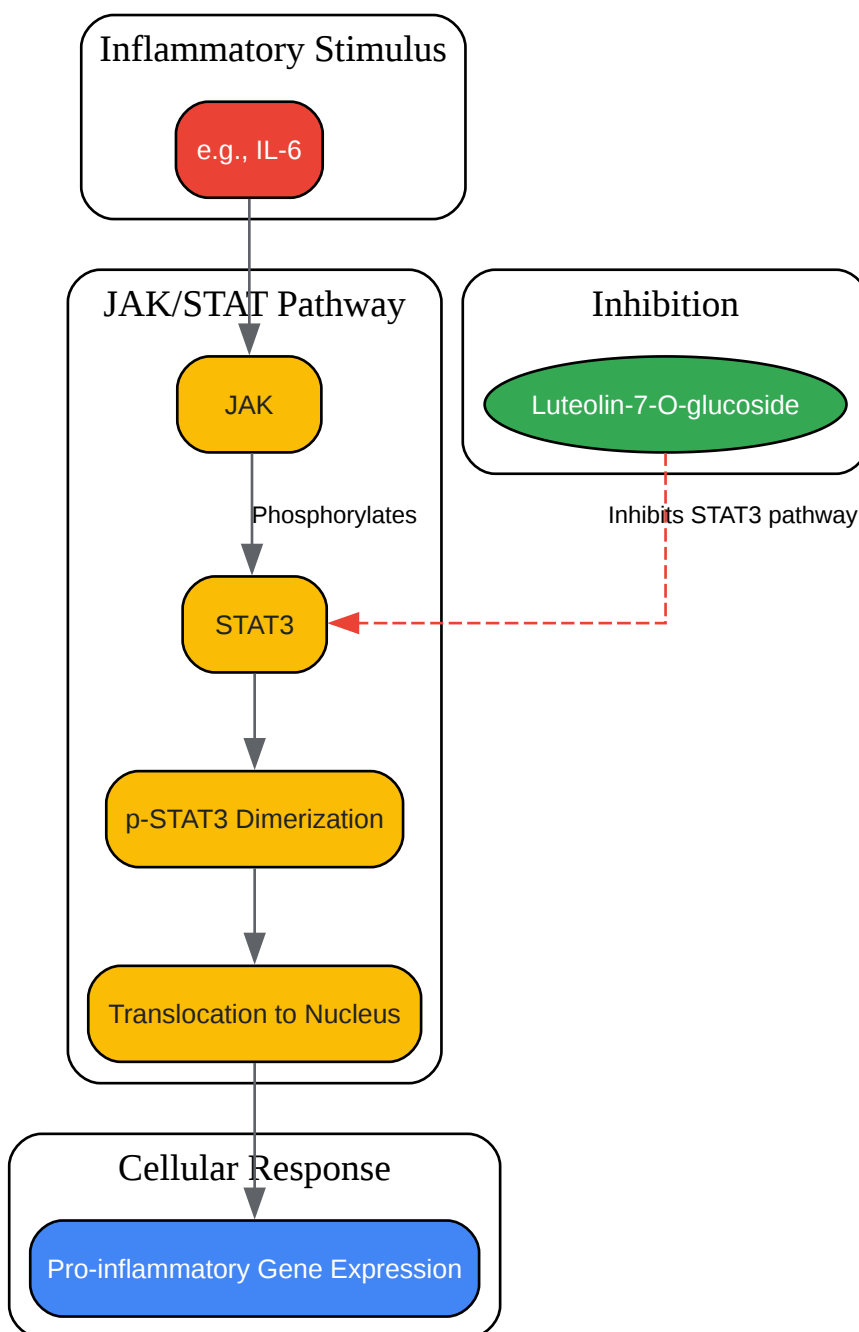 Inflammatory Stimulus
e.g., IL-6
JAK/STAT Pathway
Inhibition
JAK
Luteolin-7-O-glucoside
Phosphorylates
Inhibits STAT3 pathway
STAT3
p-STAT3 Dimerization
Translocation to Nucleus
Cellular Response
Pro-inflammatory Gene Expression